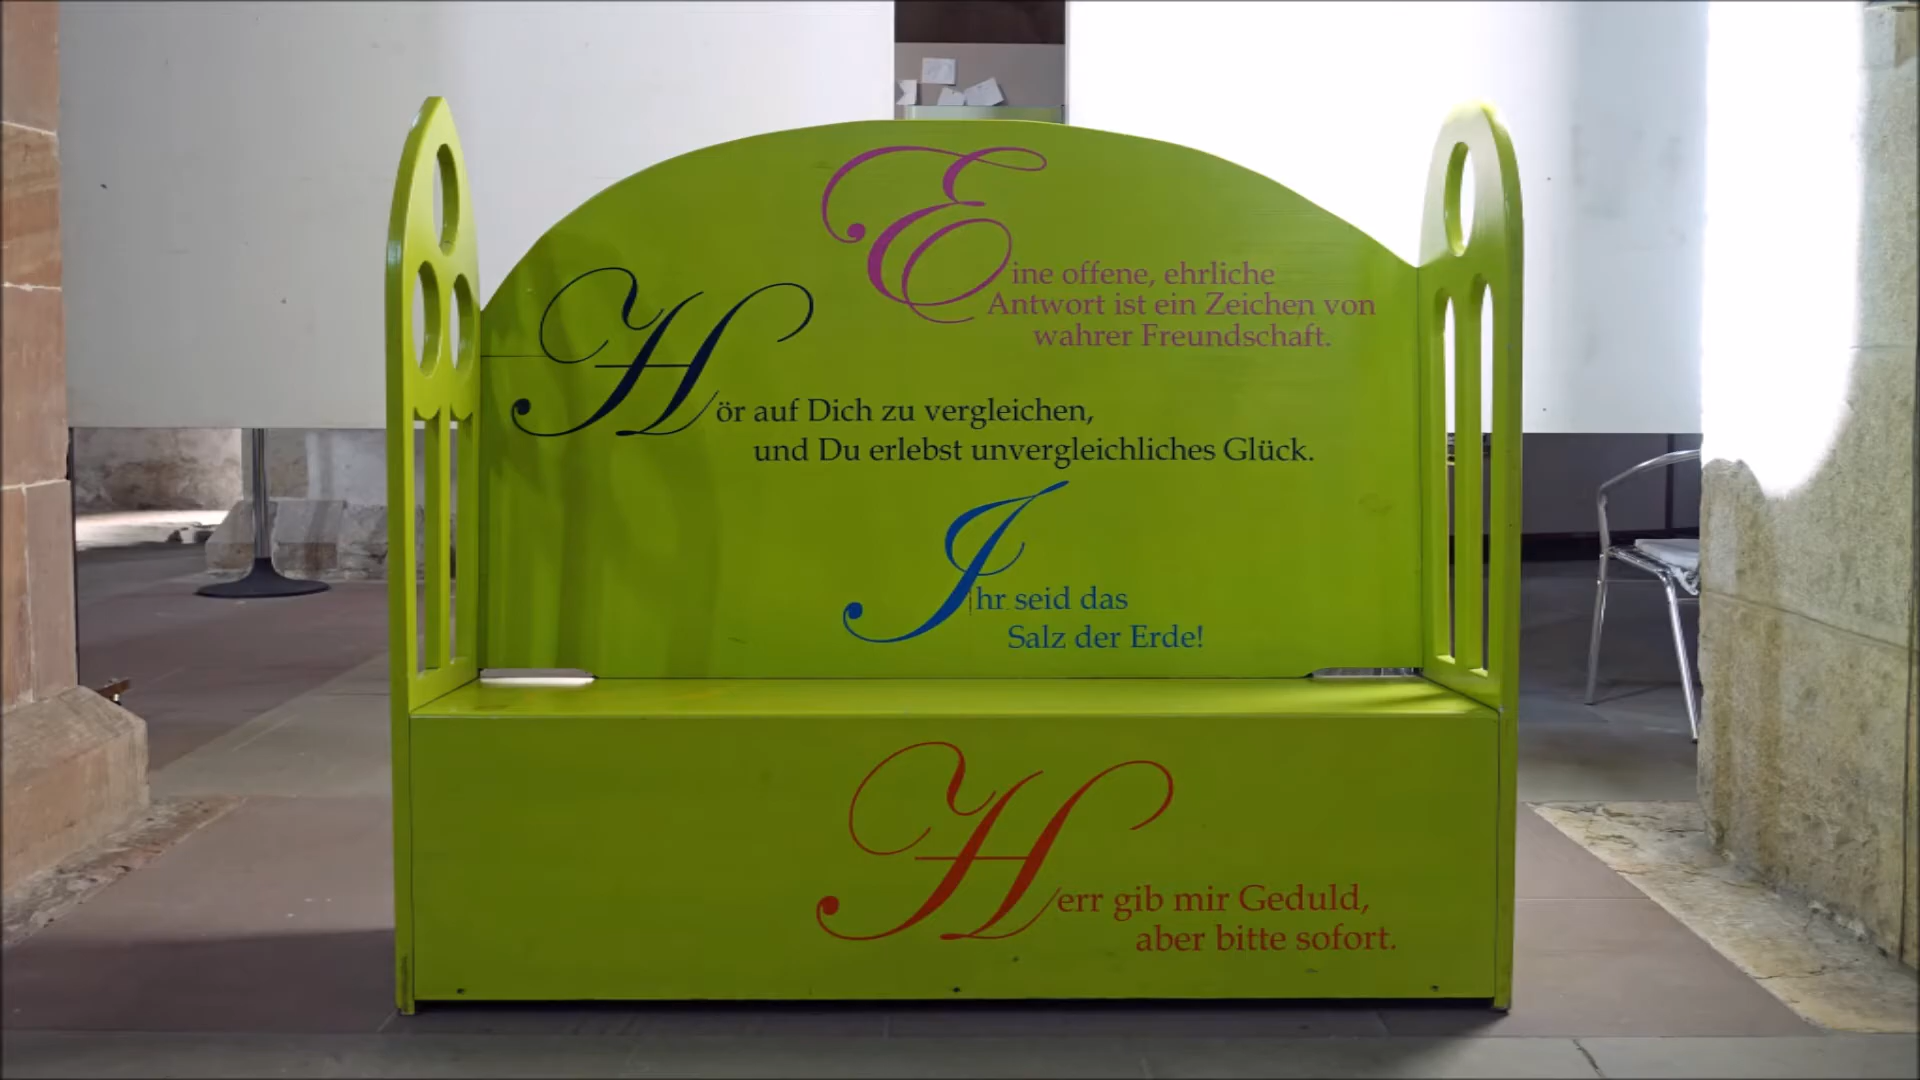 Eine offene, ehrliche
Antwort ist ein Zeichen von
wahrer Freundschaft.
Hör auf Dich zu vergleichen,
und Du erlebst unvergleichliches Glück.
Ihr seid das
Salz der Erde!
Herr gib mir Geduld,
aber bitte sofort.